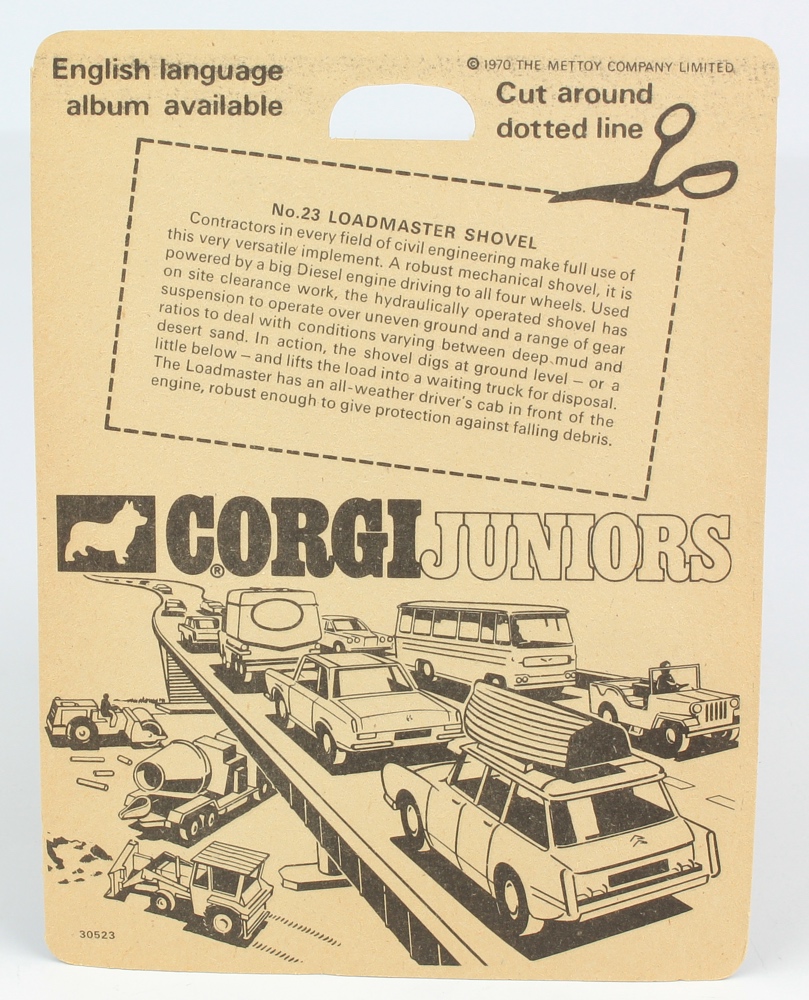 English language
album available
© 1970 THE METTOY COMPANY LIMITED
Cut around
dotted line
No.23 LOADMASTER SHOVEL
Contractors in every field of civil engineering make full use of
this very versatile implement. A robust mechanical shovel, it is
powered by a big Diesel engine driving to all four wheels. Used
on site clearance work, the hydraulically operated shovel has
suspension to operate over uneven ground and a range of gear
ratios to deal with conditions varying between deep mud and
desert sand. In action, the shovel digs at ground level – or a
little below – and lifts the load into a waiting truck for disposal.
The Loadmaster has an all-weather driver's cab in front of the
engine, robust enough to give protection against falling debris.
CORGI® JUNIORS
30523